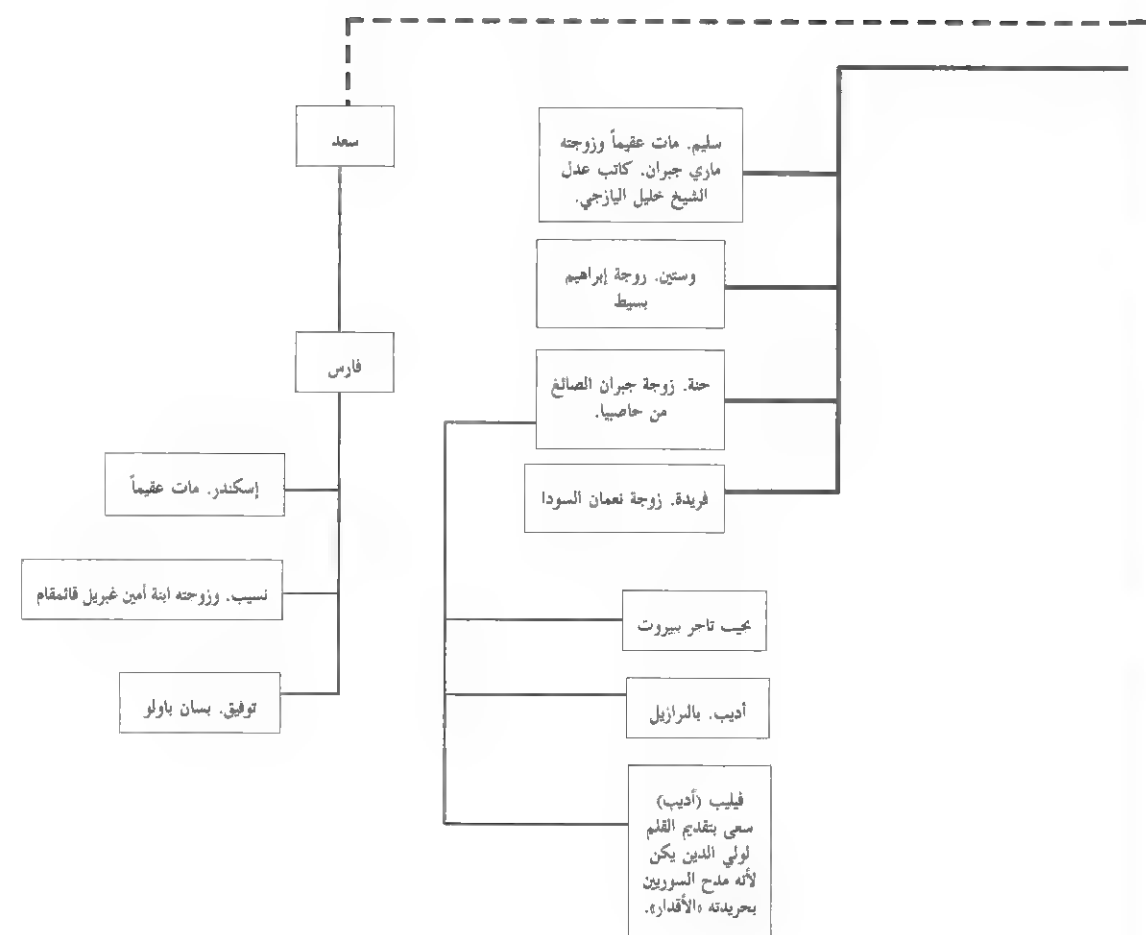 سعد
سليم. مات عقيماً وزوجته
ماري جبران. كاتب عدل
الشيخ خليل اليازجي.
وستين. روجة إبراهيم
بسيط
فارس
حنة. زوجة جبران الصائغ
من حاصبيا.
إسكندر. مات عقيماً
فريدة. زوجة نعمان السودا
نسيب. وزوجته ابنة أمين غبريل قائمقام
نجيب تاجر ببيروت
توفيق. بسان باولو
أديب. بالبرازيل
فيليب (أديب)
سعى بتقديم القلم
لولي الدين يكن
لأنه مدح السوريين
بجريدته «الأقدار».